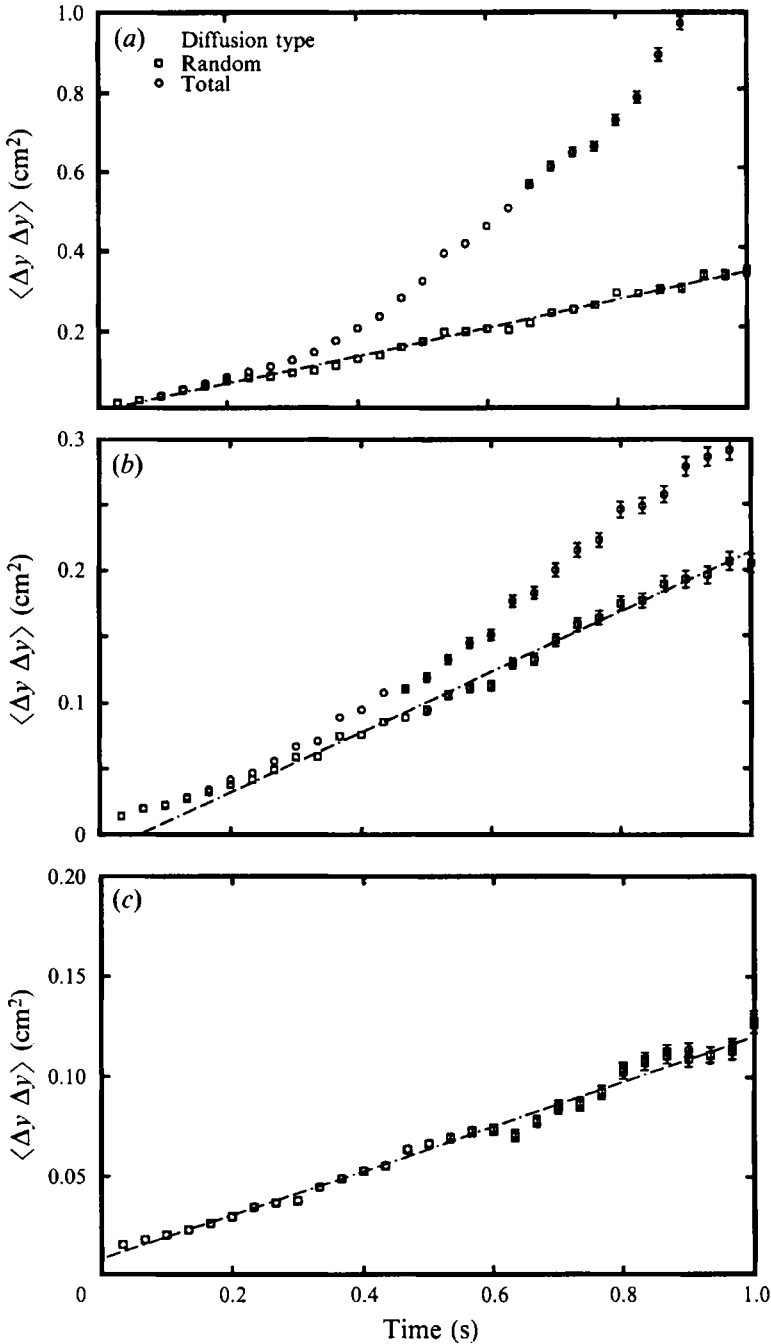 (a) Diffusion type
Random
Total
1.0
0.8
0.6
0.4
0.2
⟨Δy Δy⟩ (cm²)
(b)
0.3
0.2
0.1
0
⟨Δy Δy⟩ (cm²)
(c)
0.20
0.15
0.10
0.05
⟨Δy Δy⟩ (cm²)
0 0.2 0.4 0.6 0.8 1.0
Time (s)